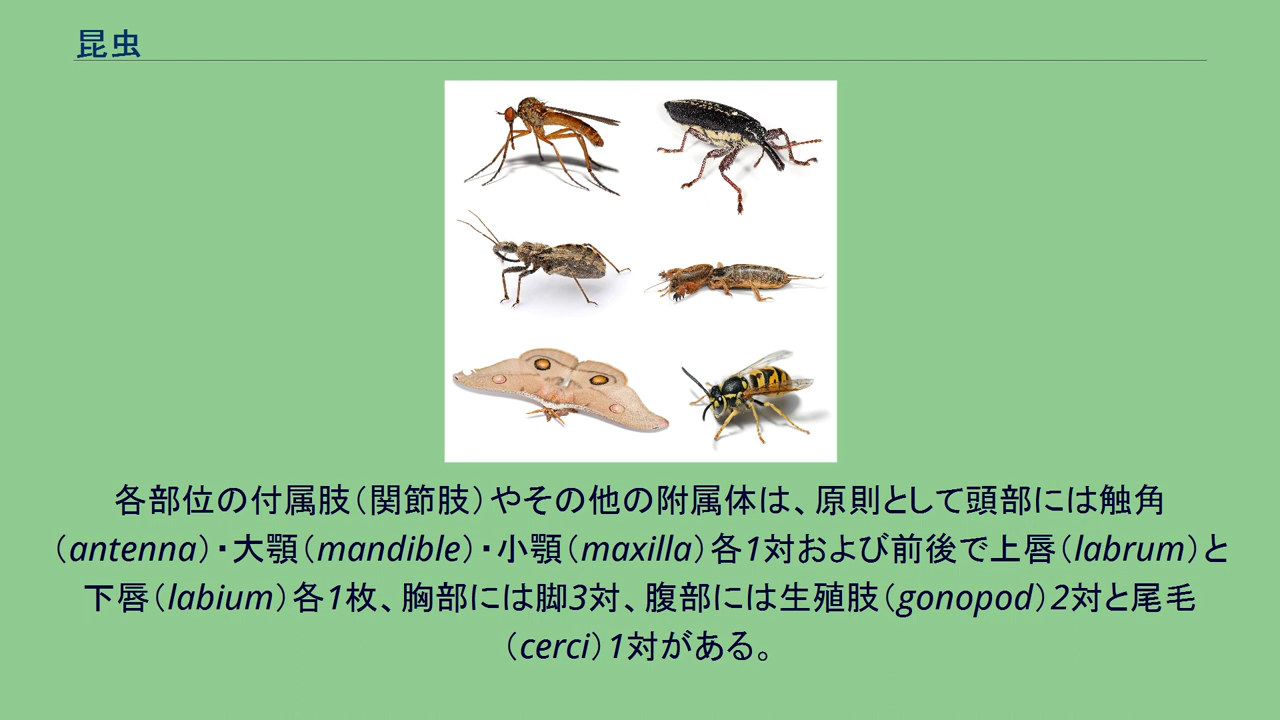 昆虫
各部位の付属肢（関節肢）やその他の附属体は、原則として頭部には触角
（antenna）・大顎（mandible）・小顎（maxilla）各1対および前後で上唇（labrum）と
下唇（labium）各1枚、胸部には脚3対、腹部には生殖肢（gonopod）2対と尾毛
（cerci）1対がある。